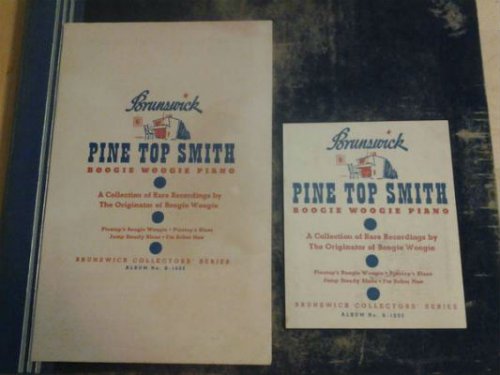 Brunswick
PINE TOP SMITH
BOOGIE WOOGIE PIANO
A Collection of Rare Recordings by
The Originator of Boogie Woogie
Pinetop's Boogie Woogie • Pinetop's Blues
Jump Steady Blues • I'm Sober Now
BRUNSWICK COLLECTORS' SERIES
ALBUM No. B-1002
Brunswick
PINE TOP SMITH
BOOGIE WOOGIE PIANO
A Collection of Rare Recordings by
The Originator of Boogie Woogie
Pinetop's Boogie Woogie • Pinetop's Blues
Jump Steady Blues • I'm Sober Now
BRUNSWICK COLLECTORS' SERIES
ALBUM No. B-1002